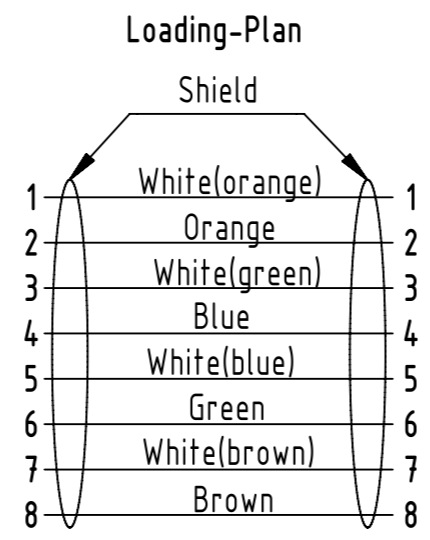 Loading-Plan
Shield
1 White(orange) 1
2 Orange 2
3 White(green) 3
4 Blue 4
5 White(blue) 5
6 Green 6
7 White(brown) 7
8 Brown 8